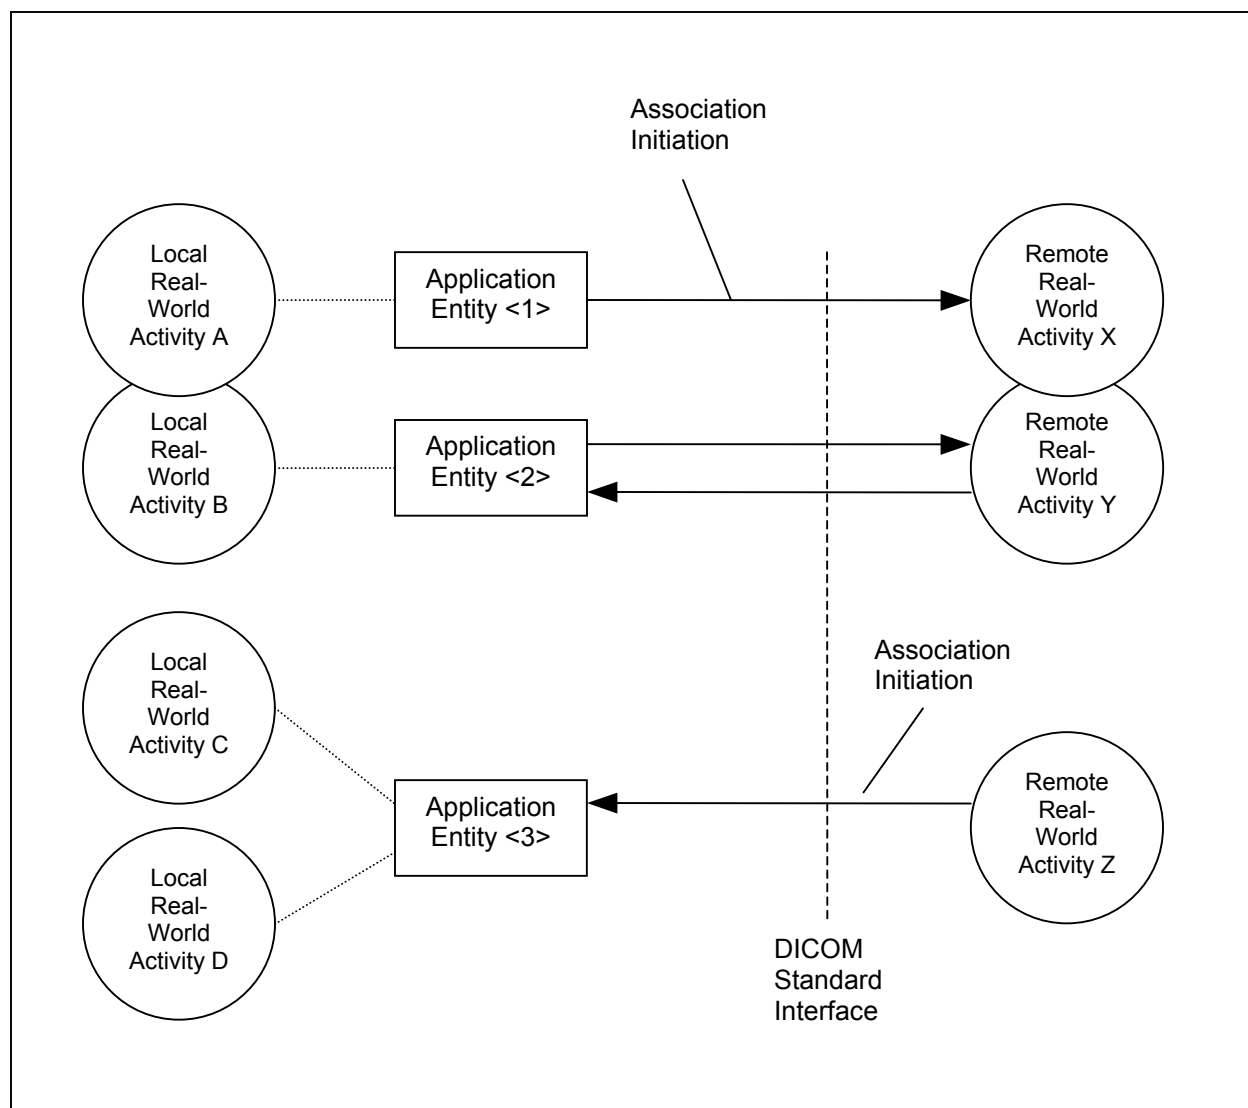 Association
Initiation
Local
Real-
World
Activity A
Application
Entity <1>
Remote
Real-
World
Activity X
Local
Real-
World
Activity B
Application
Entity <2>
Remote
Real-
World
Activity Y
Local
Real-
World
Activity C
Association
Initiation
Application
Entity <3>
Remote
Real-
World
Activity Z
Local
Real-
World
Activity D
DICOM
Standard
Interface